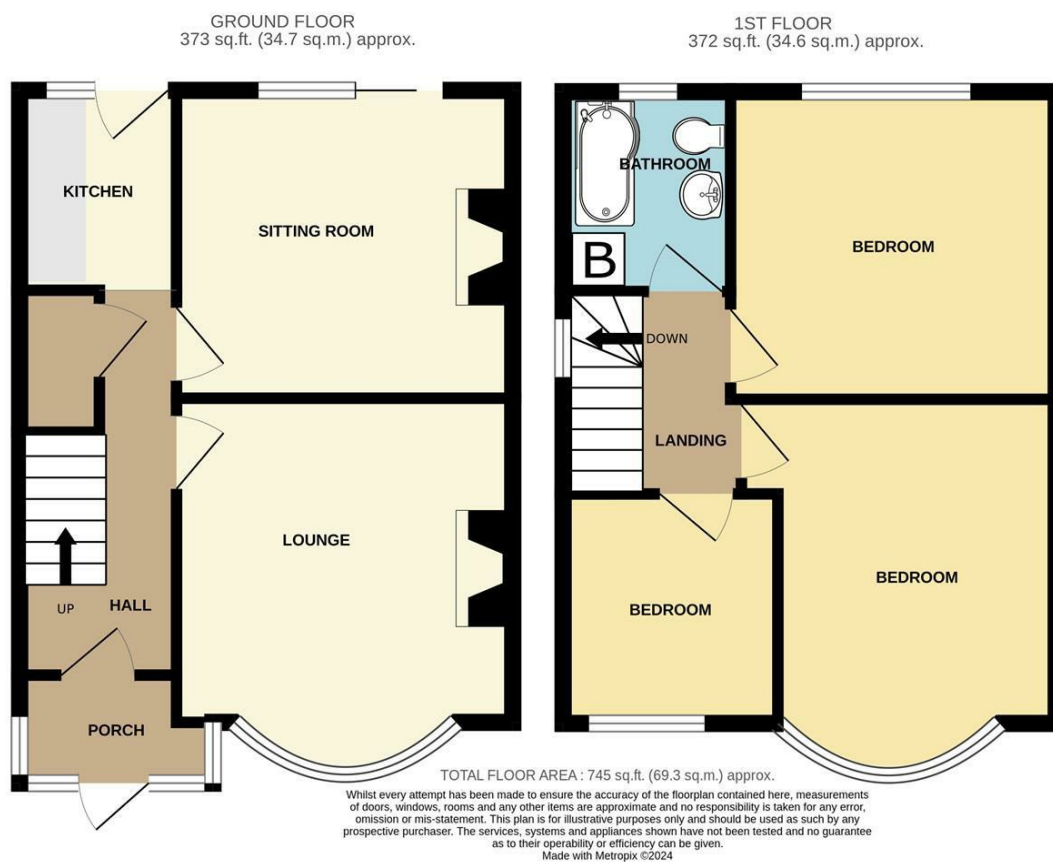 GROUND FLOOR
373 sq.ft. (34.7 sq.m.) approx.
KITCHEN
SITTING ROOM
LOUNGE
UP
HALL
PORCH
1ST FLOOR
372 sq.ft. (34.6 sq.m.) approx.
BATHROOM
B
BEDROOM
DOWN
LANDING
BEDROOM
BEDROOM
TOTAL FLOOR AREA : 745 sq.ft. (69.3 sq.m.) approx.
Whilst every attempt has been made to ensure the accuracy of the floorplan contained here, measurements
of doors, windows, rooms and any other items are approximate and no responsibility is taken for any error,
omission or mis-statement. This plan is for illustrative purposes only and should be used as such by any
prospective purchaser. The services, systems and appliances shown have not been tested and no guarantee
as to their operability or efficiency can be given.
Made with Metropix ©2024